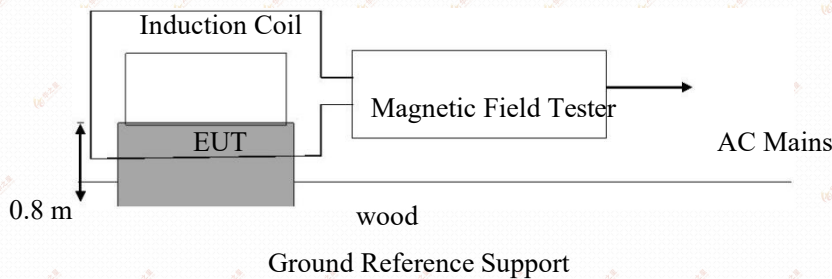 Induction Coil
Magnetic Field Tester
EUT
AC Mains
0.8 m
wood
Ground Reference Support